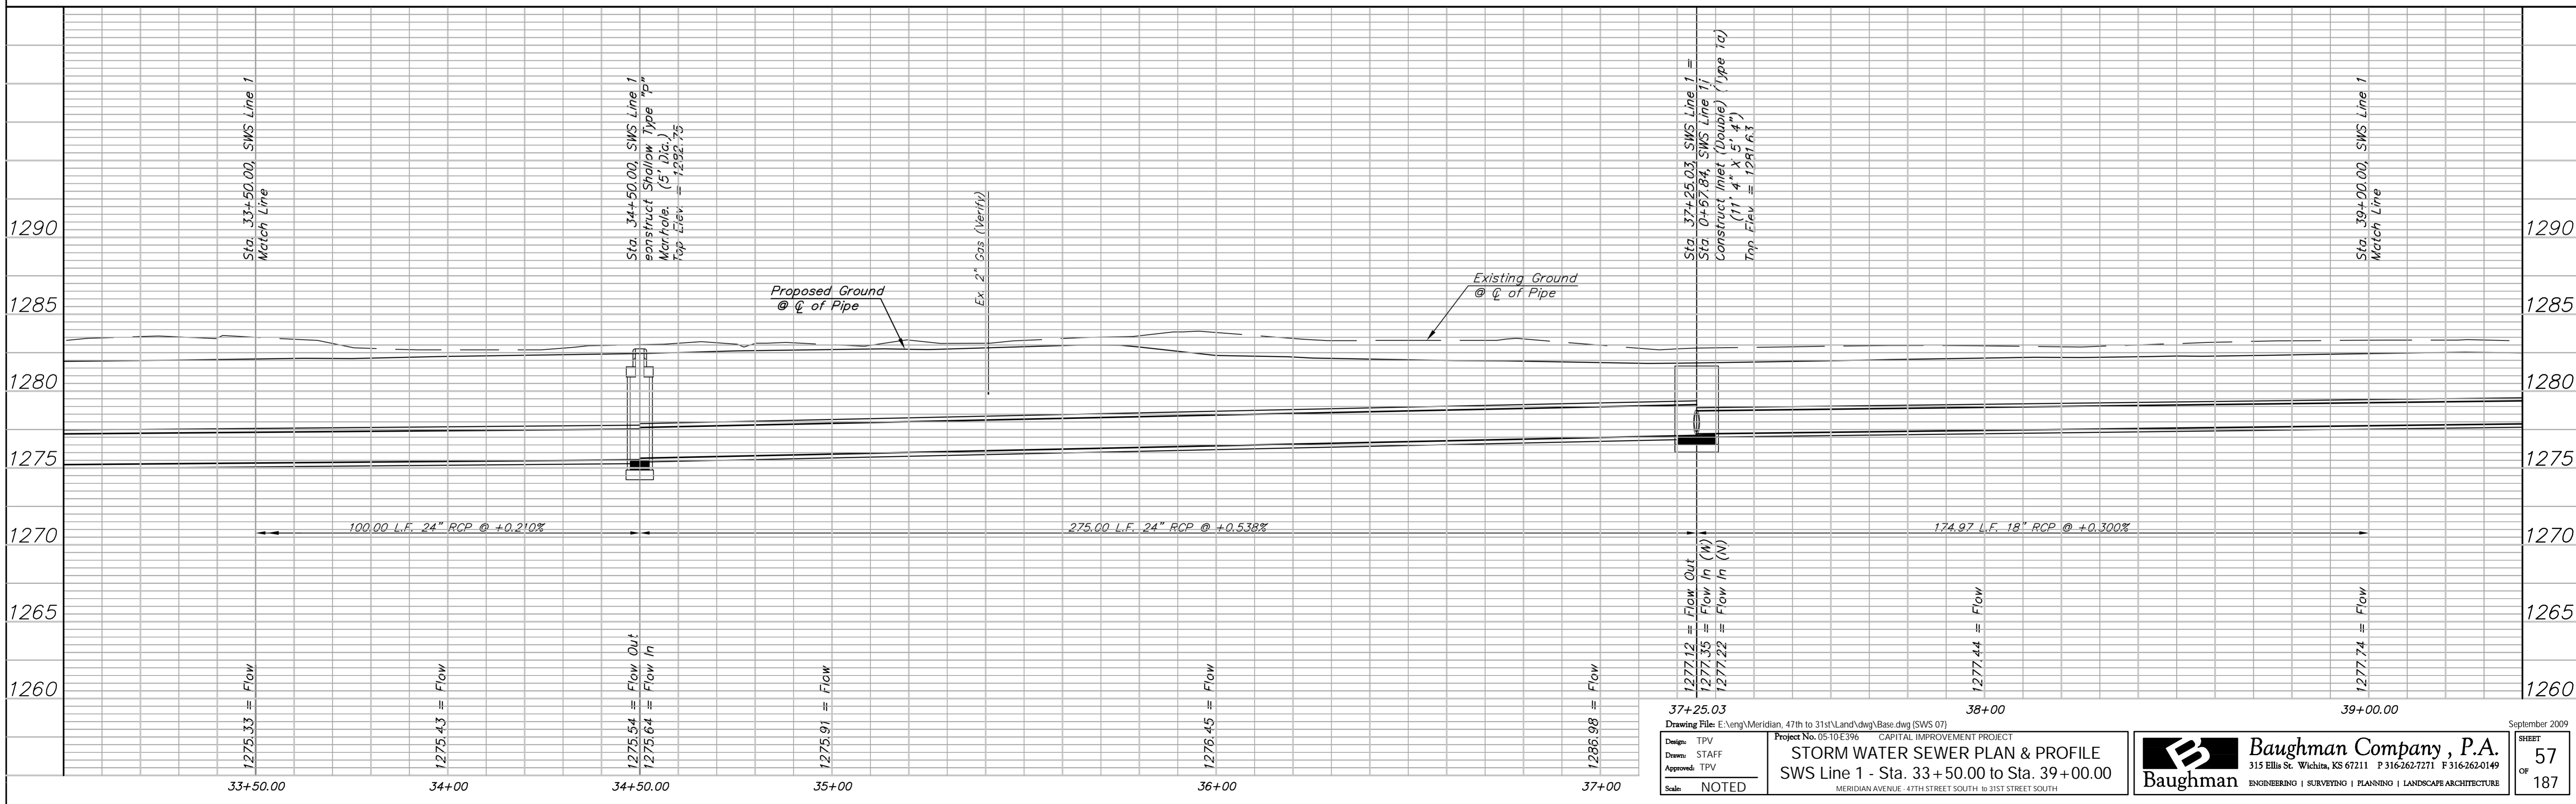 Sta. 33+50.00, SWS Line 1
Match Line
Sta. 34+50.00, SWS Line 1
Construct Shallow Type "P"
Manhole. (5' Dia.)
Top Elev. = 1282.75
Ex. 2" Gas (Verify)
Sta. 37+25.03, SWS Line 1 =
Sta. 0+67.84, SWS Line 1i
Construct Inlet (Double) (Type 1a)
(11' 4" X 5' 4")
Top Elev = 1281.63
Sta. 39+00.00, SWS Line 1
Match Line
Proposed Ground
@ ℄ of Pipe
Existing Ground
@ ℄ of Pipe
1290
1285
1280
1275
1270
1265
1260
1290
1285
1280
1275
1270
1265
1260
100.00 L.F. 24" RCP @ +0.210%
275.00 L.F. 24" RCP @ +0.538%
174.97 L.F. 18" RCP @ +0.300%
1275.33 = Flow
1275.43 = Flow
1275.54 = Flow Out
1275.64 = Flow In
1275.91 = Flow
1276.45 = Flow
1286.98 = Flow
1277.12 = Flow Out
1277.35 = Flow In (W)
1277.22 = Flow In (N)
1277.44 = Flow
1277.74 = Flow
33+50.00
34+00
34+50.00
35+00
36+00
37+00
37+25.03
38+00
39+00.00
Drawing File: E:\eng\Meridian, 47th to 31st\Land\dwg\Base.dwg (SWS 07)
September 2009
Design: TPV
Drawn: STAFF
Approved: TPV
Scale: NOTED
Project No. 05-10-E396 CAPITAL IMPROVEMENT PROJECT
STORM WATER SEWER PLAN & PROFILE
SWS Line 1 - Sta. 33+50.00 to Sta. 39+00.00
MERIDIAN AVENUE - 47TH STREET SOUTH to 31ST STREET SOUTH
Baughman
Baughman Company, P.A.
315 Ellis St. Wichita, KS 67211 P 316-262-7271 F 316-262-0149
ENGINEERING | SURVEYING | PLANNING | LANDSCAPE ARCHITECTURE
SHEET
57
OF
187